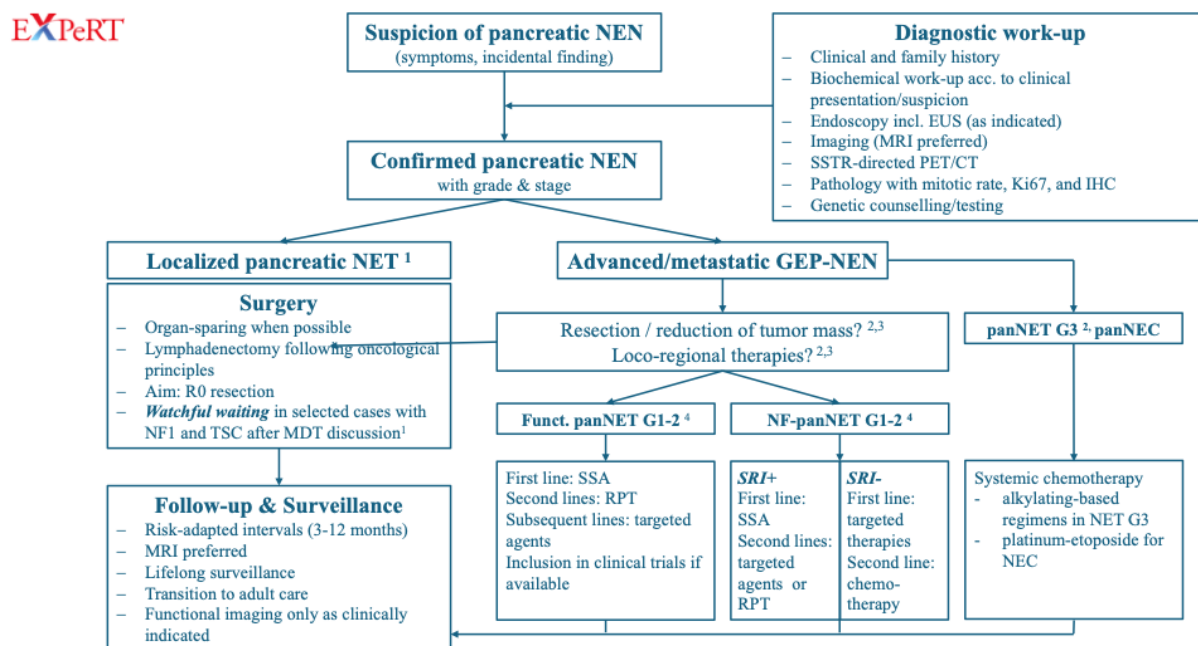 EXPeRT
Suspicion of pancreatic NEN
(symptoms, incidental finding)
Diagnostic work-up
– Clinical and family history
– Biochemical work-up acc. to clinical
presentation/suspicion
– Endoscopy incl. EUS (as indicated)
– Imaging (MRI preferred)
– SSTR-directed PET/CT
– Pathology with mitotic rate, Ki67, and IHC
– Genetic counselling/testing
Confirmed pancreatic NEN
with grade & stage
Localized pancreatic NET 1
Advanced/metastatic GEP-NEN
Surgery
– Organ-sparing when possible
– Lymphadenectomy following oncological
principles
– Aim: R0 resection
– Watchful waiting in selected cases with
NF1 and TSC after MDT discussion1
Resection / reduction of tumor mass? 2,3
Loco-regional therapies? 2,3
panNET G3 2, panNEC
Funct. panNET G1-2 4
NF-panNET G1-2 4
First line: SSA
Second lines: RPT
Subsequent lines: targeted
agents
Inclusion in clinical trials if
available
SRI+
First line:
SSA
Second lines:
targeted
agents or
RPT
SRI-
First line:
targeted
therapies
Second line:
chemo-
therapy
Systemic chemotherapy
- alkylating-based
regimens in NET G3
- platinum-etoposide for
NEC
Follow-up & Surveillance
– Risk-adapted intervals (3-12 months)
– MRI preferred
– Lifelong surveillance
– Transition to adult care
– Functional imaging only as clinically
indicated